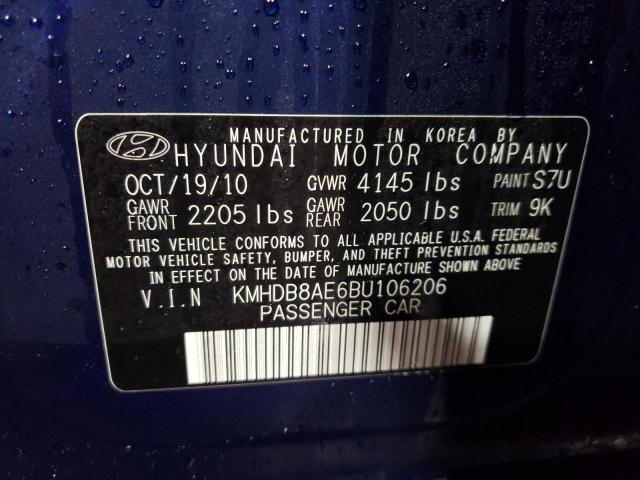 MANUFACTURED IN KOREA BY
HYUNDAI MOTOR COMPANY
OCT/19/10 GVWR 4145 lbs PAINT S7U
GAWR FRONT 2205 lbs GAWR REAR 2050 lbs TRIM 9K
THIS VEHICLE CONFORMS TO ALL APPLICABLE U.S.A. FEDERAL
MOTOR VEHICLE SAFETY, BUMPER, AND THEFT PREVENTION STANDARDS
IN EFFECT ON THE DATE OF MANUFACTURE SHOWN ABOVE.
V.I.N KMHDB8AE6BU106206
PASSENGER CAR